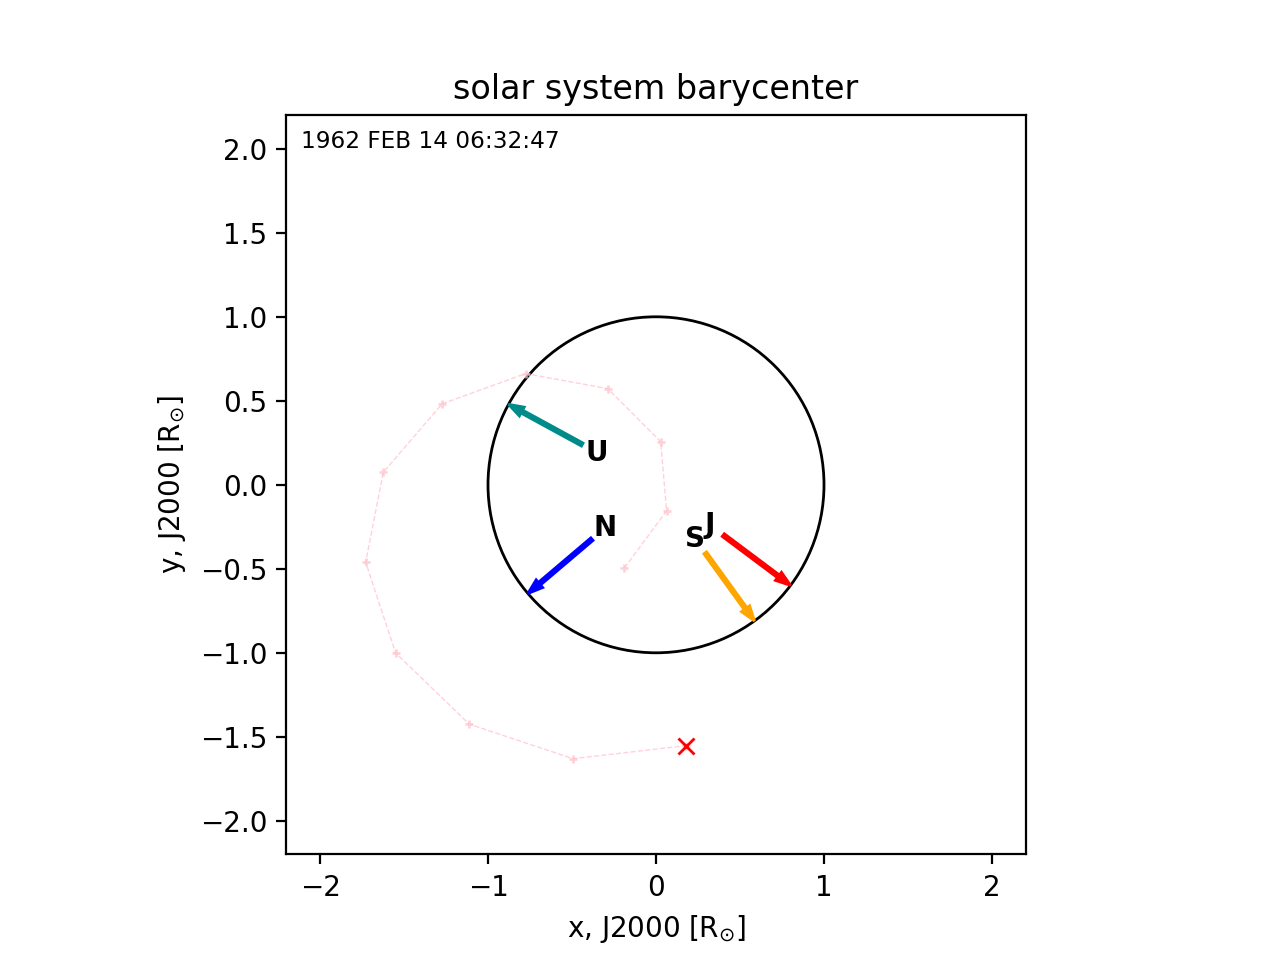 solar system barycenter
1962 FEB 14 06:32:47
2.0
1.5
1.0
0.5
0.0
−0.5
−1.0
−1.5
−2.0
y, J2000 [R☉]
U
N
J
S
−2
−1
0
1
2
x, J2000 [R☉]